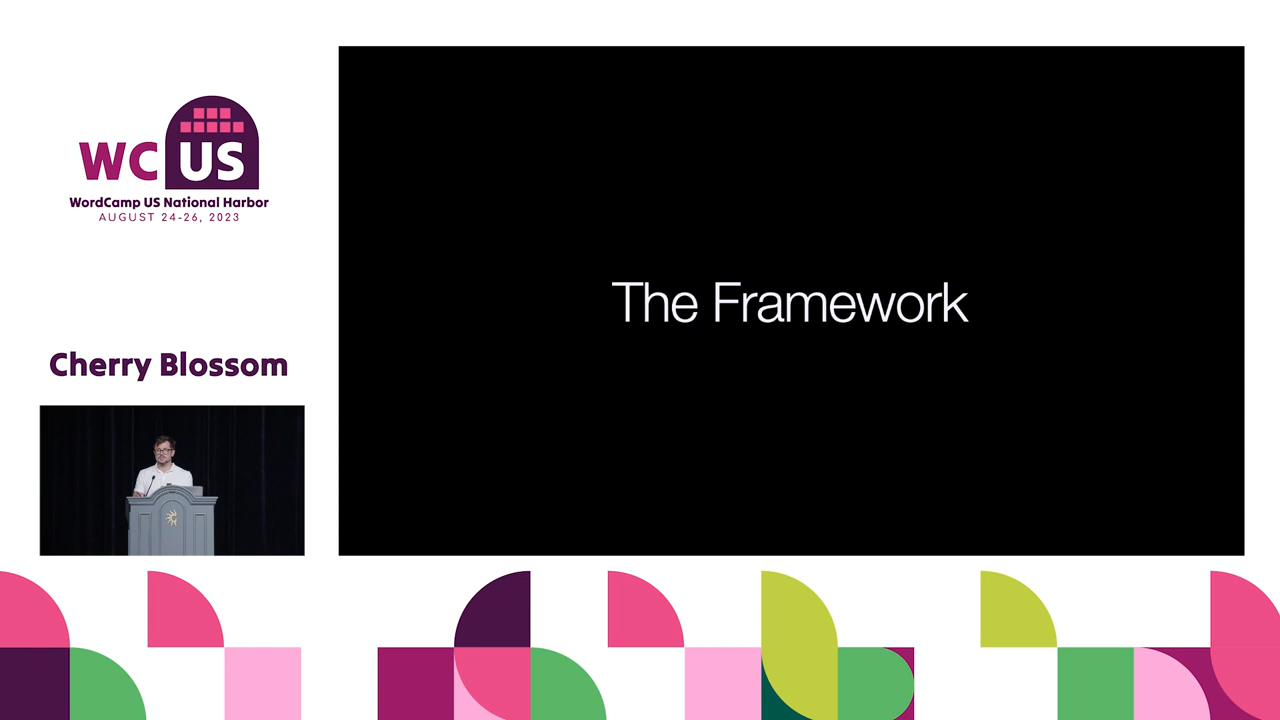 WC US
WordCamp US National Harbor
AUGUST 24-26, 2023
Cherry Blossom
The Framework